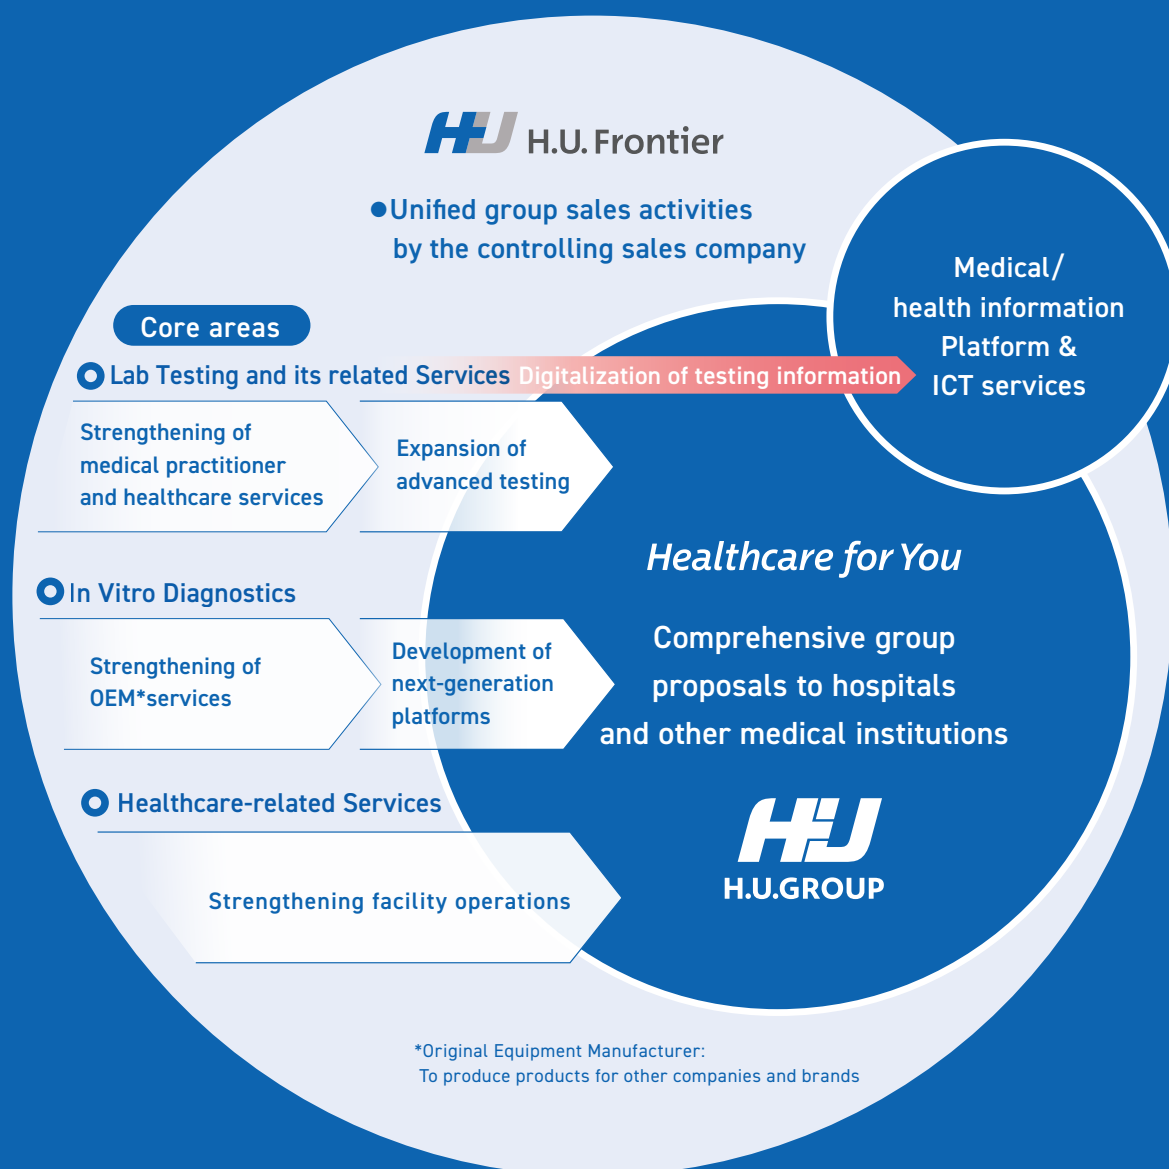 H.U. Frontier
●Unified group sales activities
by the controlling sales company
Medical/
health information
Platform &
ICT services
Core areas
Lab Testing and its related Services
Digitalization of testing information
Strengthening of
medical practitioner
and healthcare services
Expansion of
advanced testing
In Vitro Diagnostics
Strengthening of
OEM*services
Development of
next-generation
platforms
Healthcare-related Services
Strengthening facility operations
Healthcare for You
Comprehensive group
proposals to hospitals
and other medical institutions
HU
H.U.GROUP
*Original Equipment Manufacturer:
To produce products for other companies and brands